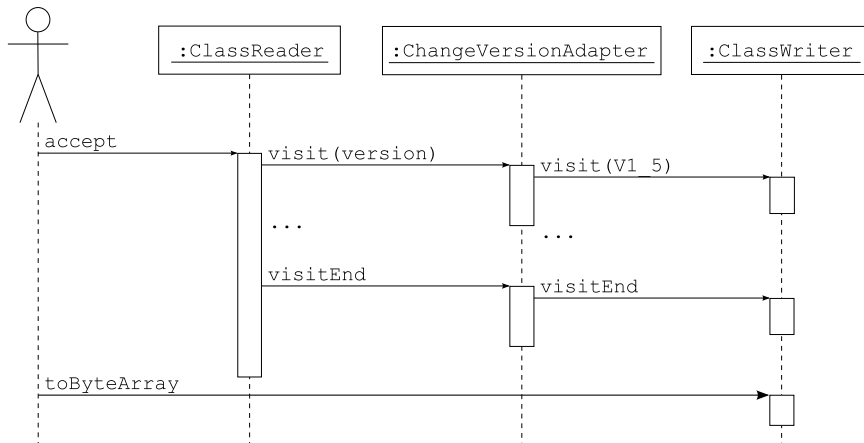 :ClassReader
:ChangeVersionAdapter
:ClassWriter
accept
visit(version)
visit(V1_5)
...
...
visitEnd
visitEnd
toByteArray